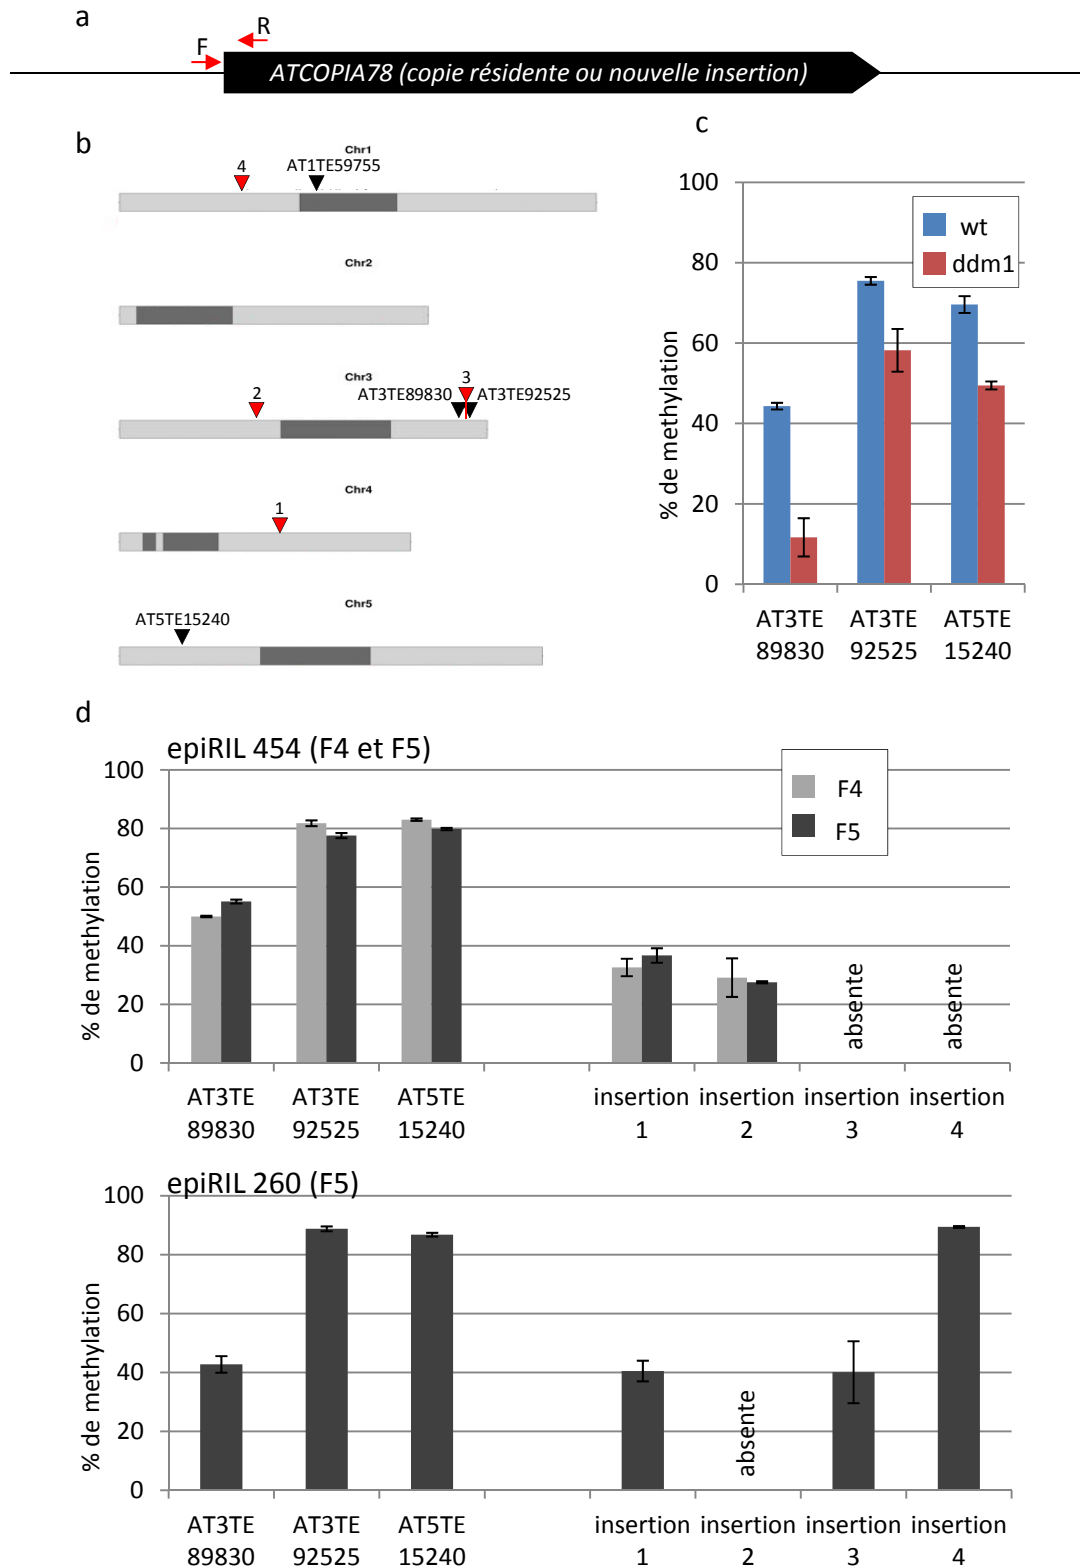 a
F
R
ATCOPIA78 (copie résidente ou nouvelle insertion)
b
Chr1
4
AT1TE59755
Chr2
Chr3
2
AT3TE89830
3
AT3TE92525
Chr4
1
Chr5
AT5TE15240
c
100
80
60
40
20
0
% de methylation
wt
ddm1
AT3TE
89830
AT3TE
92525
AT5TE
15240
d
epiRIL 454 (F4 et F5)
100
80
60
40
20
0
% de methylation
F4
F5
absente
absente
AT3TE
89830
AT3TE
92525
AT5TE
15240
insertion
1
insertion
2
insertion
3
insertion
4
epiRIL 260 (F5)
100
80
60
40
20
0
% de methylation
absente
AT3TE
89830
AT3TE
92525
AT5TE
15240
insertion
1
insertion
2
insertion
3
insertion
4